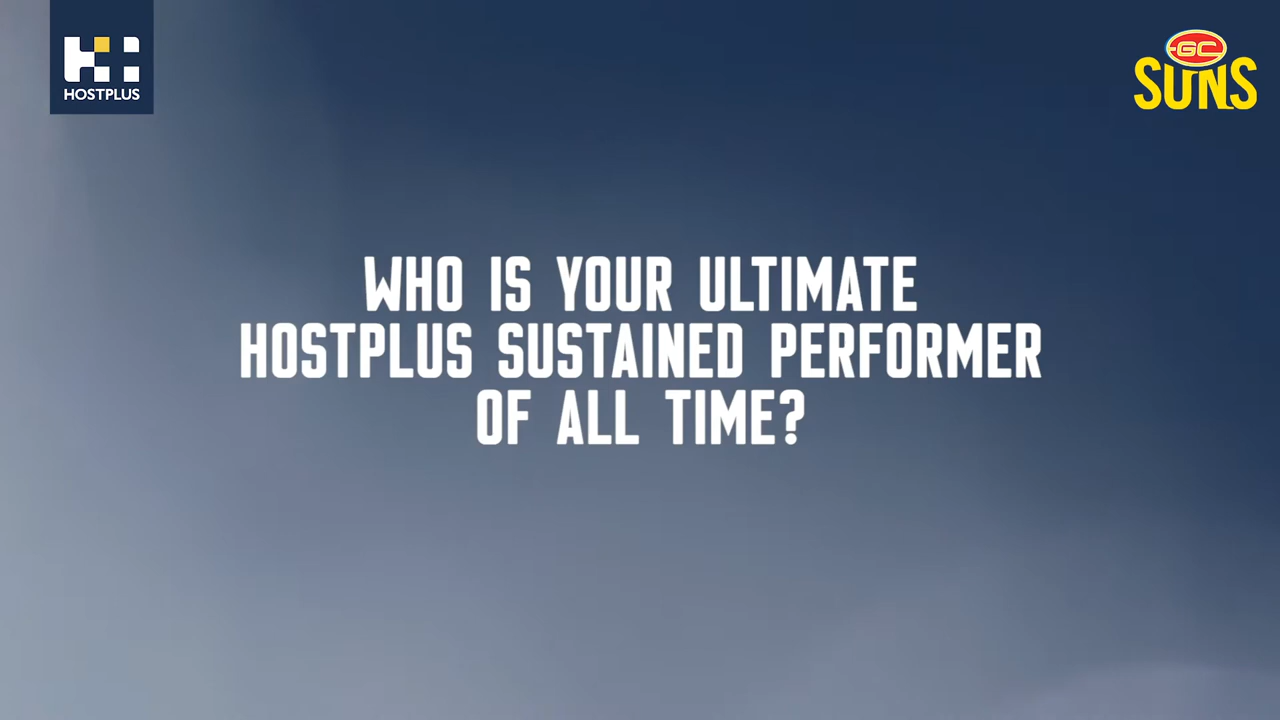 HOSTPLUS
GC
SUNS
WHO IS YOUR ULTIMATE
HOSTPLUS SUSTAINED PERFORMER
OF ALL TIME?